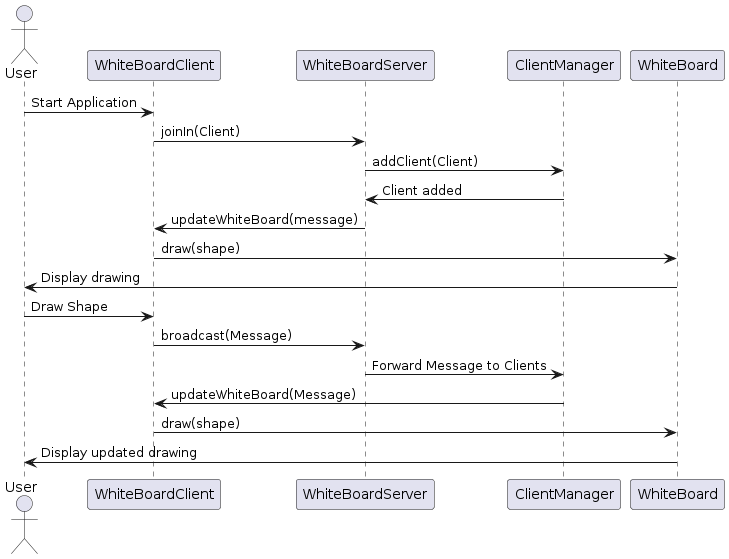 User
WhiteBoardClient
WhiteBoardServer
ClientManager
WhiteBoard
Start Application
joinIn(Client)
addClient(Client)
Client added
updateWhiteBoard(message)
draw(shape)
Display drawing
Draw Shape
broadcast(Message)
Forward Message to Clients
updateWhiteBoard(Message)
draw(shape)
Display updated drawing
User
WhiteBoardClient
WhiteBoardServer
ClientManager
WhiteBoard